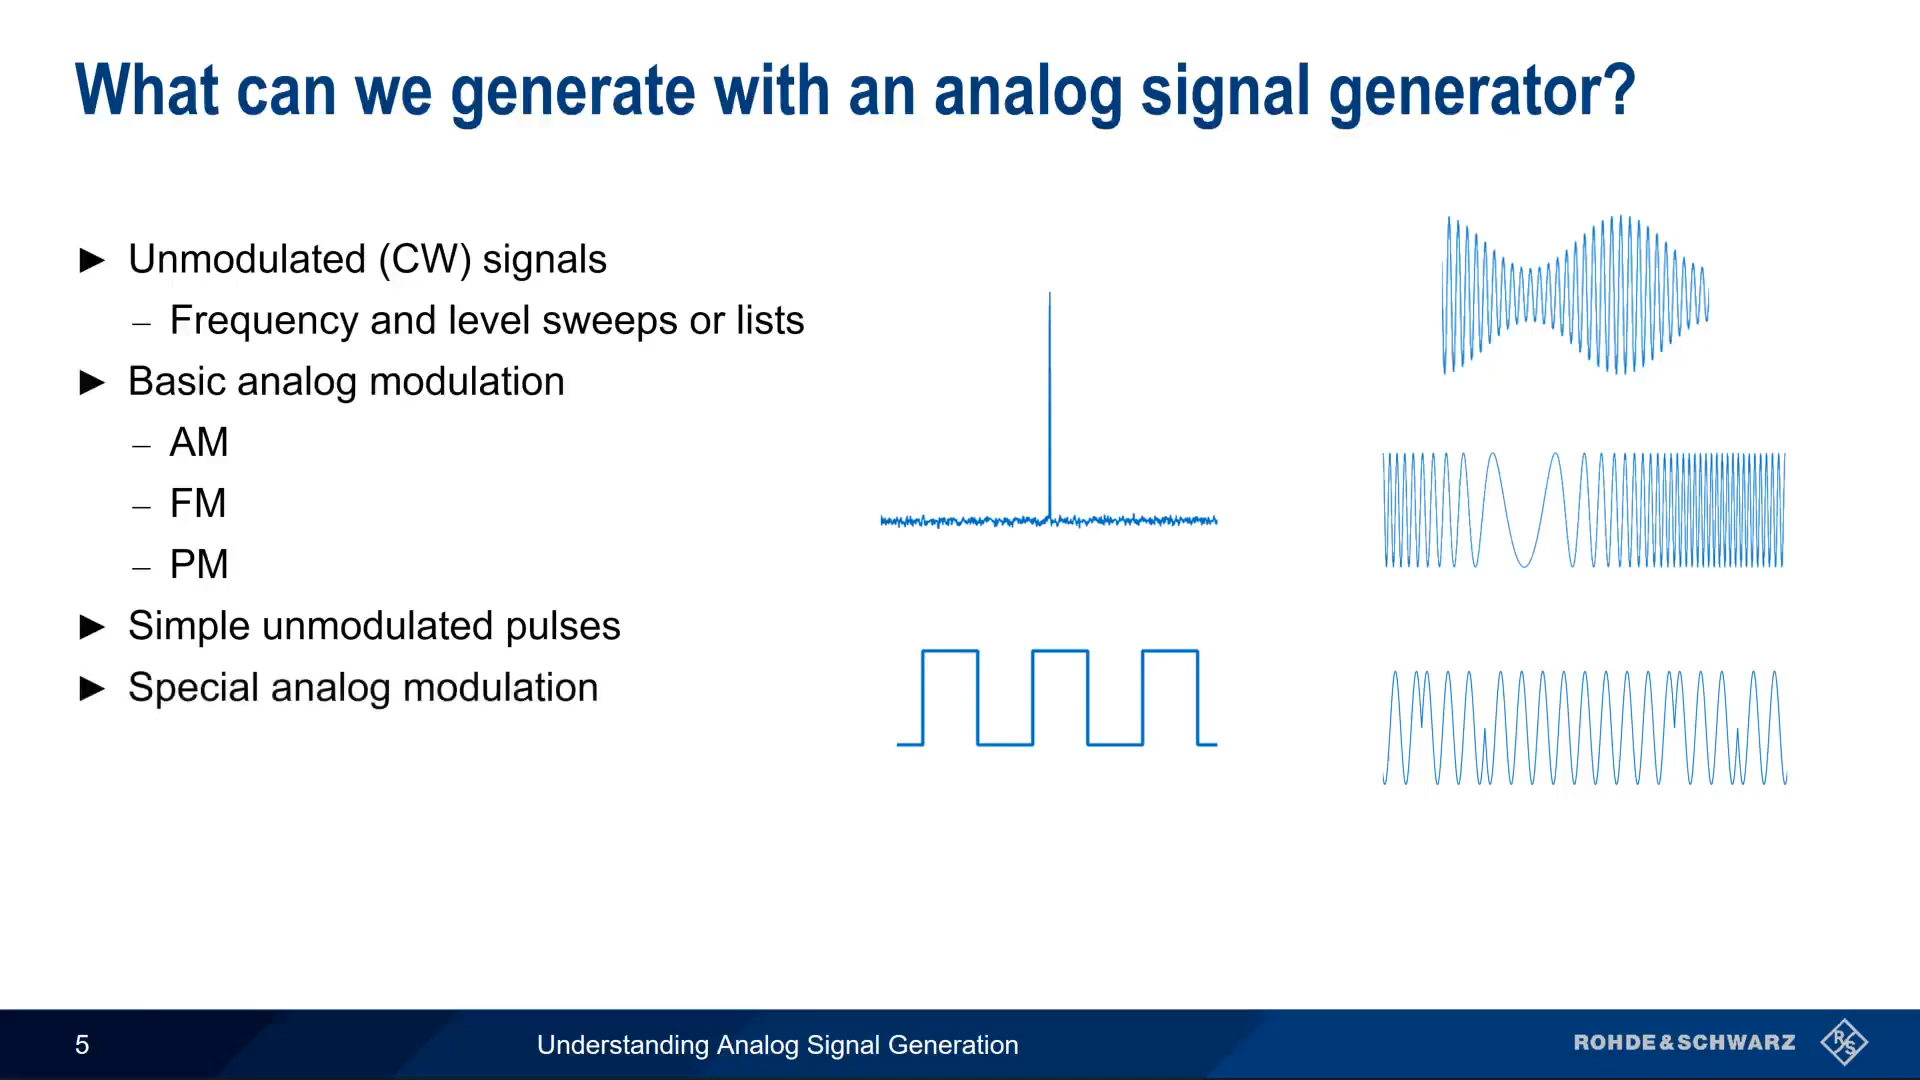 What can we generate with an analog signal generator?
► Unmodulated (CW) signals
– Frequency and level sweeps or lists
► Basic analog modulation
– AM
– FM
– PM
► Simple unmodulated pulses
► Special analog modulation
5
Understanding Analog Signal Generation
ROHDE&SCHWARZ
R&S